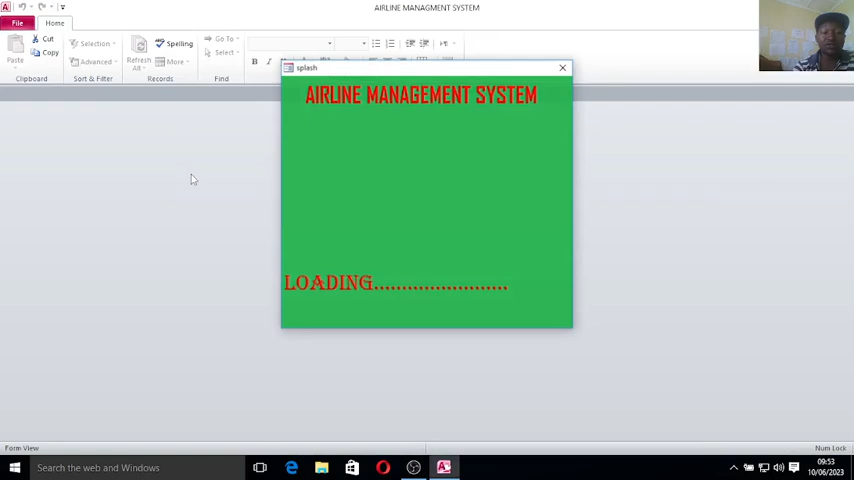 AIRLINE MANAGMENT SYSTEM
File
Home
Cut
Copy
Paste
Clipboard
Selection
Advanced
Sort & Filter
Refresh
All
Spelling
More
Records
Go To
Select
Find
B
I
splash
AIRLINE MANAGEMENT SYSTEM
LOADING........................
Form View
Num Lock
Search the web and Windows
09:53
10/06/2023